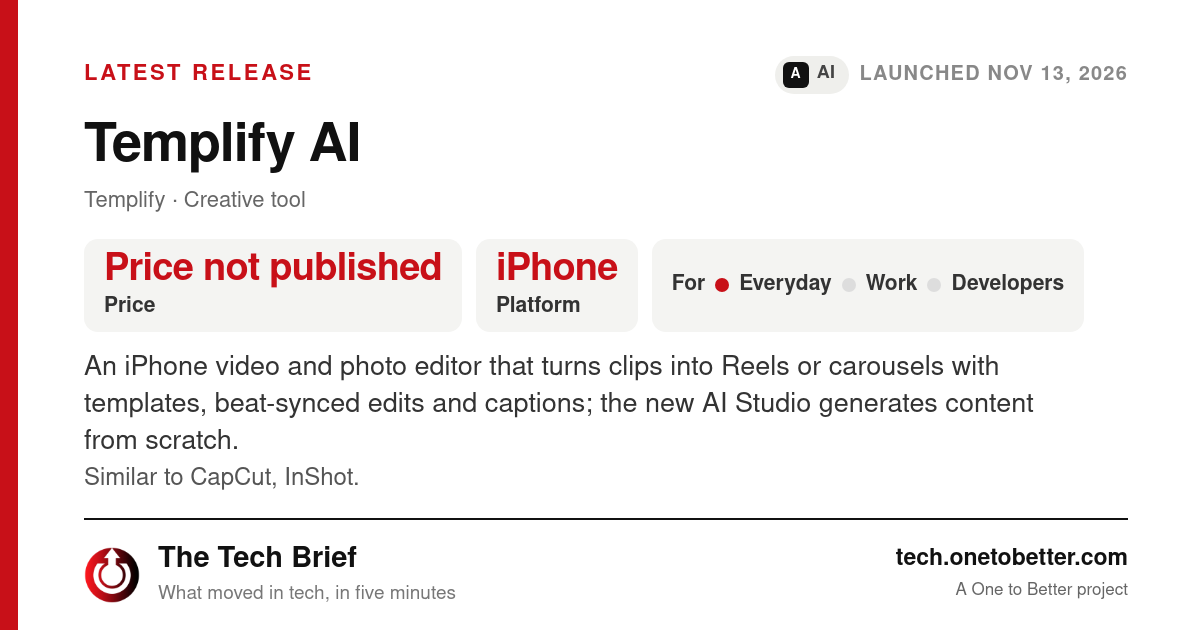 LATEST RELEASE
A AI LAUNCHED NOV 13, 2026
Templify AI
Templify · Creative tool
Price not published
Price
iPhone
Platform
For Everyday Work Developers
An iPhone video and photo editor that turns clips into Reels or carousels with
templates, beat-synced edits and captions; the new AI Studio generates content
from scratch.
Similar to CapCut, InShot.
The Tech Brief
What moved in tech, in five minutes
tech.onetobetter.com
A One to Better project